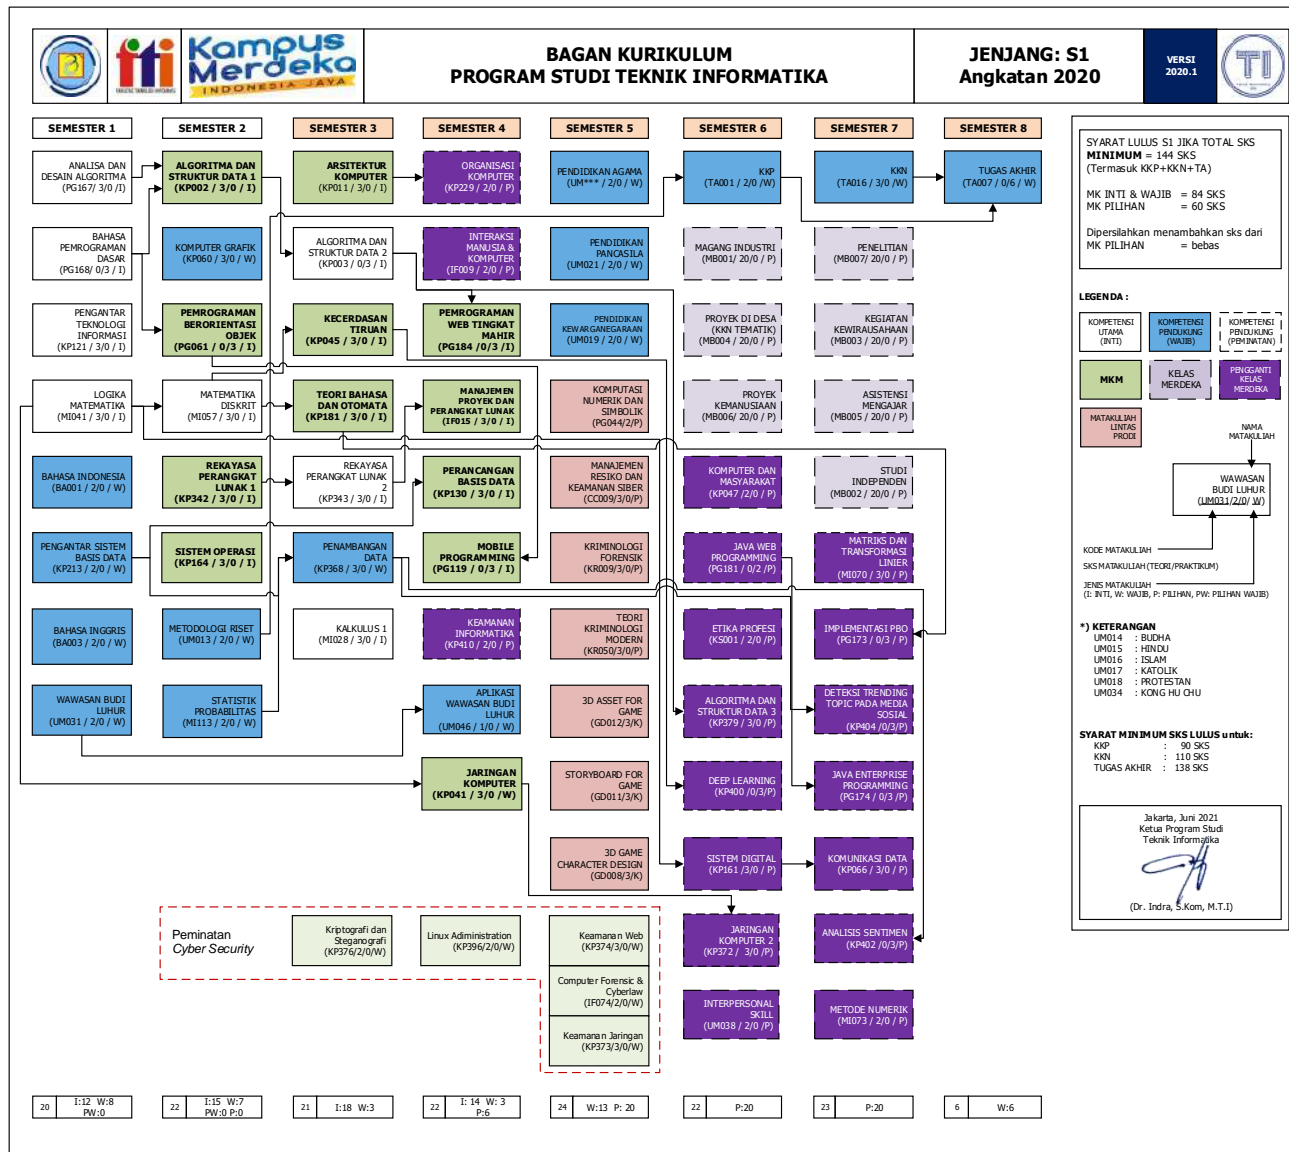 Kampus
Merdeka
INDONESIA JAYA
fti
BAGAN KURIKULUM
PROGRAM STUDI TEKNIK INFORMATIKA
JENJANG: S1
Angkatan 2020
VERSI
2020.1
TI
SEMESTER 1
SEMESTER 2
SEMESTER 3
SEMESTER 4
SEMESTER 5
SEMESTER 6
SEMESTER 7
SEMESTER 8
ANALISA DAN
DESAIN ALGORITMA
(PG167/ 3/0 / I)
ALGORITMA DAN
STRUKTUR DATA 1
(KP002 / 3/0 / I)
ARSITEKTUR
KOMPUTER
(KP011 / 3/0 / I)
ORGANISASI
KOMPUTER
(KP229 / 2/0 / P)
PENDIDIKAN AGAMA
(UM*** / 2/0 / W)
KKP
(TA001 / 2/0 / W)
KKN
(TA016 / 3/0 / W)
TUGAS AKHIR
(TA007 / 0/6 / W)
BAHASA
PEMROGRAMAN
DASAR
(PG168/ 0/3 / I)
KOMPUTER GRAFIK
(KP060 / 3/0 / W)
ALGORITMA DAN
STRUKTUR DATA 2
(KP003 / 0/3 / I)
INTERAKSI
MANUSIA &
KOMPUTER
(IF009 / 2/0 / P)
PENDIDIKAN
PANCASILA
(UM021 / 2/0 / W)
MAGANG INDUSTRI
(MB001/ 20/0 / P)
PENELITIAN
(MB007/ 20/0 / P)
PENGANTAR
TEKNOLOGI
INFORMASI
(KP121 / 3/0 / I)
PEMROGRAMAN
BERORIENTASI
OBJEK
(PG061 / 0/3 / I)
KECERDASAN
TIRUAN
(KP045 / 3/0 / I)
PEMROGRAMAN
WEB TINGKAT
MAHIR
(PG184 /0/3 / I)
PENDIDIKAN
KEWARGANEGARAAN
(UM019 / 2/0 / W)
PROYEK DI DESA
(KKN TEMATIK)
(MB004 / 20/0 / P)
KEGIATAN
KEWIRAUSAHAAN
(MB003 / 20/0 / P)
LOGIKA
MATEMATIKA
(MI041 / 3/0 / I)
MATEMATIKA
DISKRIT
(MI057 / 3/0 / I)
TEORI BAHASA
DAN OTOMATA
(KP181 / 3/0 / I)
MANAJEMEN
PROYEK DAN
PERANGKAT LUNAK
(IF015 / 3/0 / I)
KOMPUTASI
NUMERIK DAN
SIMBOLIK
(PG044/2/P)
PROYEK
KEMANUSIAAN
(MB006/ 20/0 / P)
ASISTENSI
MENGAJAR
(MB005 / 20/0 / P)
BAHASA INDONESIA
(BA001 / 2/0 / W)
REKAYASA
PERANGKAT
LUNAK 1
(KP342 / 3/0 / I)
REKAYASA
PERANGKAT LUNAK
2
(KP343 / 3/0 / I)
PERANCANGAN
BASIS DATA
(KP130 / 3/0 / I)
MANAJEMEN
RESIKO DAN
KEAMANAN SIBER
(CC009/3/0/P)
KOMPUTER DAN
MASYARAKAT
(KP047 /2/0 / P)
STUDI
INDEPENDEN
(MB002 / 20/0 / P)
PENGANTAR SISTEM
BASIS DATA
(KP213 / 2/0 / W)
SISTEM OPERASI
(KP164 / 3/0 / I)
PENAMBANGAN
DATA
(KP368 / 3/0 / W)
MOBILE
PROGRAMMING
(PG119 / 0/3 / I)
KRIMINOLOGI
FORENSIK
(KR009/3/0/P)
JAVA WEB
PROGRAMMING
(PG181 / 0/2 / P)
MATRIKS DAN
TRANSFORMASI
LINIER
(MI070 / 3/0 / P)
BAHASA INGGRIS
(BA003 / 2/0 / W)
METODOLOGI RISET
(UM013 / 2/0 / W)
KALKULUS 1
(MI028 / 3/0 / I)
KEAMANAN
INFORMATIKA
(KP410 / 2/0 / P)
TEORI
KRIMINOLOGI
MODERN
(KR050/3/0/P)
ETIKA PROFESI
(KS001 / 2/0 / P)
IMPLEMENTASI PBO
(PG173 / 0/3 / P)
WAWASAN BUDI
LUHUR
(UM031 / 2/0 / W)
STATISTIK
PROBABILITAS
(MI113 / 2/0 / W)
APLIKASI
WAWASAN BUDI
LUHUR
(UM046 / 1/0 / W)
3D ASSET FOR
GAME
(GD012/3/K)
ALGORITMA DAN
STRUKTUR DATA 3
(KP379 / 3/0 /P)
DETEKSI TRENDING
TOPIC PADA MEDIA
SOSIAL
(KP404 /0/3/P)
JARINGAN
KOMPUTER
(KP041 / 3/0 /W)
STORYBOARD FOR
GAME
(GD011/3/K)
DEEP LEARNING
(KP400 /0/3/P)
JAVA ENTERPRISE
PROGRAMMING
(PG174 / 0/3 /P)
3D GAME
CHARACTER DESIGN
(GD008/3/K)
SISTEM DIGITAL
(KP161 /3/0 / P)
KOMUNIKASI DATA
(KP066 / 3/0 / P)
Peminatan
Cyber Security
Kriptografi dan
Steganografi
(KP376/2/0/W)
Linux Adiministration
(KP396/2/0/W)
Keamanan Web
(KP374/3/0/W)
JARINGAN
KOMPUTER 2
(KP372 / 3/0 /P)
ANALISIS SENTIMEN
(KP402 /0/3/P)
Computer Forensic &
Cyberlaw
(IF074/2/0/W)
Keamanan Jaringan
(KP373/3/0/W)
INTERPERSONAL
SKILL
(UM038 / 2/0 /P)
METODE NUMERIK
(MI073 / 2/0 / P)
20
I:12 W:8
PW:0
22
I:15 W:7
PW:0 P:0
21
I:18 W:3
22
I: 14 W: 3
P:6
24
W:13 P: 20
22
P:20
23
P:20
6
W:6
SYARAT LULUS S1 JIKA TOTAL SKS
MINIMUM = 144 SKS
(Termasuk KKP+KKN+TA)
MK INTI & WAJIB = 84 SKS
MK PILIHAN = 60 SKS
Dipersilahkan menambahkan sks dari
MK PILIHAN = bebas
LEGENDA :
KOMPETENSI
UTAMA
(INTI)
KOMPETENSI
PENDUKUNG
(WAJIB)
KOMPETENSI
PENDUKUNG
(PEMINATAN)
MKM
KELAS
MERDEKA
PENGGANTI
KELAS
MERDEKA
MATAKULIAH
LINTAS
PRODI
NAMA
MATAKULIAH
WAWASAN
BUDI LUHUR
(UM031/2/0/ W)
KODE MATAKULIAH
SKS MATAKULIAH (TEORI/PRAKTIKUM)
JENIS MATAKULIAH
(I: INTI, W: WAJIB, P: PILIHAN, PW: PILIHAN WAJIB)
*) KETERANGAN
UM014 : BUDHA
UM015 : HINDU
UM016 : ISLAM
UM017 : KATOLIK
UM018 : PROTESTAN
UM034 : KONG HU CHU
SYARAT MINIMUM SKS LULUS untuk:
KKP : 90 SKS
KKN : 110 SKS
TUGAS AKHIR : 138 SKS
Jakarta, Juni 2021
Ketua Program Studi
Teknik Informatika
(Dr. Indra, S.Kom, M.T.I)